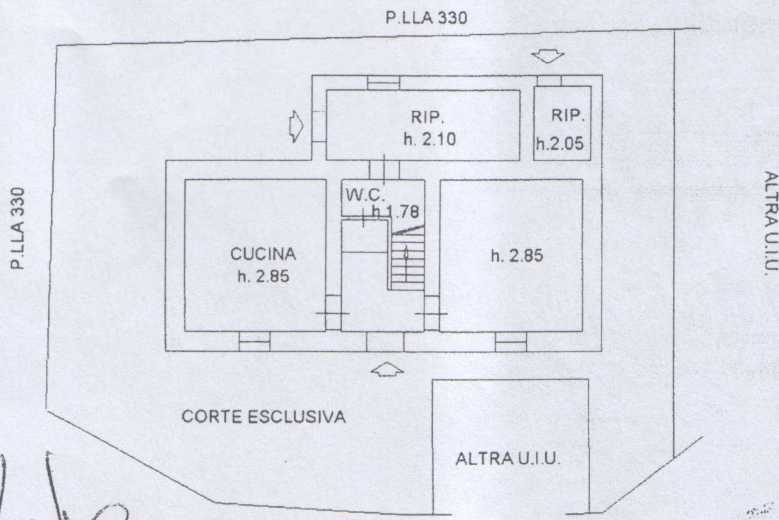 P.LLA 330
RIP.
h. 2.10
RIP.
h.2.05
P.LLA 330
ALTRA U.I.U.
W.C.
h 1.78
CUCINA
h. 2.85
h. 2.85
CORTE ESCLUSIVA
ALTRA U.I.U.